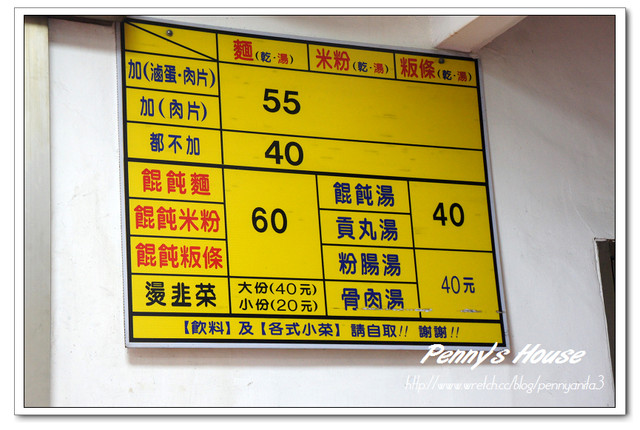 麵(乾·湯) 米粉(乾·湯) 粄條(乾·湯)
加(滷蛋·肉片)
加(肉片) 55
都不加 40
餛飩麵 餛飩湯
餛飩米粉 60 貢丸湯 40
餛飩粄條 粉腸湯
燙韭菜 大份(40元) 骨肉湯 40元
小份(20元)
【飲料】及【各式小菜】請自取!! 謝謝!!
Penny's House
http://www.wretch.cc/blog/pennyanita3